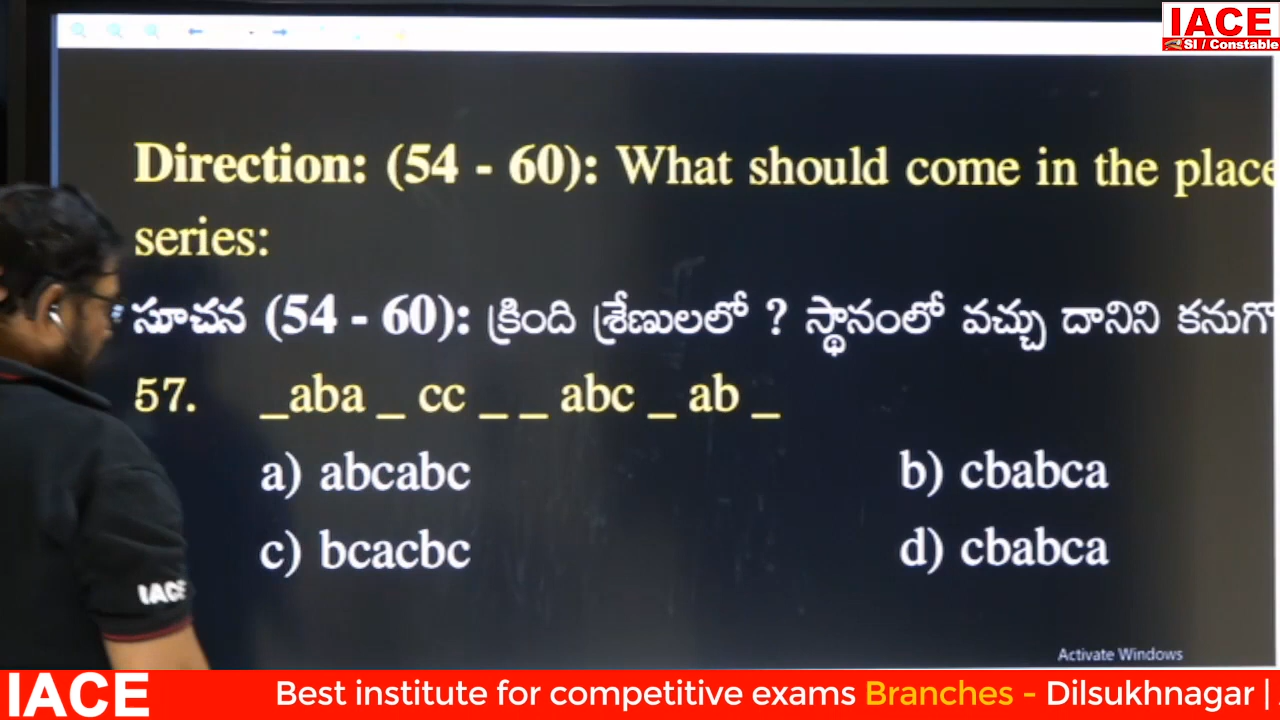 IACE
SI / Constable
Direction: (54 - 60): What should come in the place
series:
సూచన (54 - 60): క్రింది శ్రేణులలో ? స్థానంలో వచ్చు దానిని కనుగొ
57. _aba _ cc _ _ abc _ ab _
a) abcabc b) cbabca
c) bcacbc d) cbabca
IACE
Activate Windows
IACE Best institute for competitive exams Branches - Dilsukhnagar |